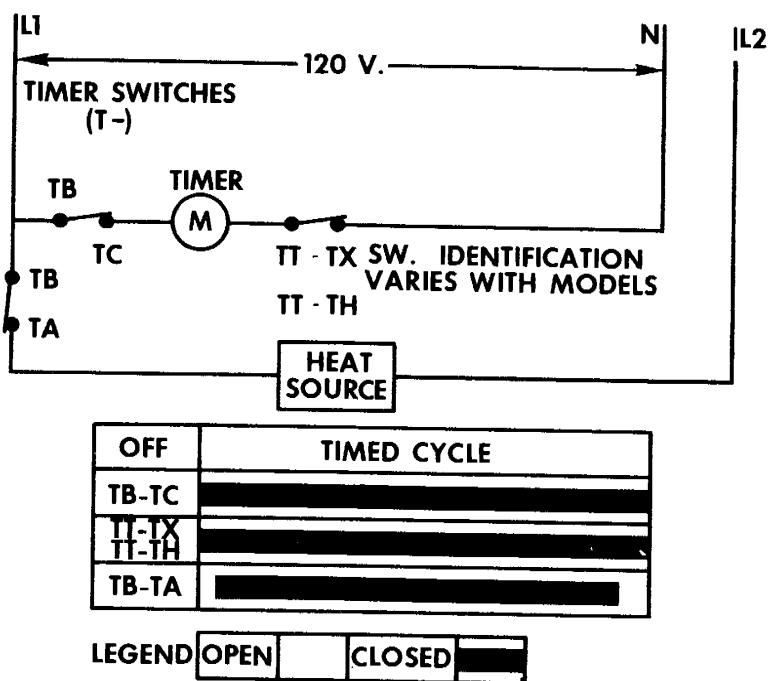 L1
N
L2
120 V.
TIMER SWITCHES
(T-)
TB
TIMER
M
TC
TT - TX SW. IDENTIFICATION
VARIES WITH MODELS
TT - TH
TB
TA
HEAT
SOURCE
OFF TIMED CYCLE
TB-TC
TT-TX
TT-TH
TB-TA
LEGEND OPEN CLOSED